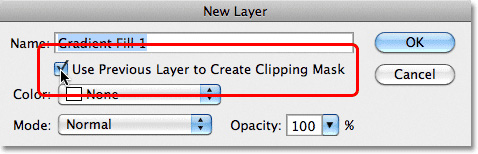 New Layer
Name: Gradient Fill 1
OK
Use Previous Layer to Create Clipping Mask
Cancel
Color: None
Mode: Normal Opacity: 100 %